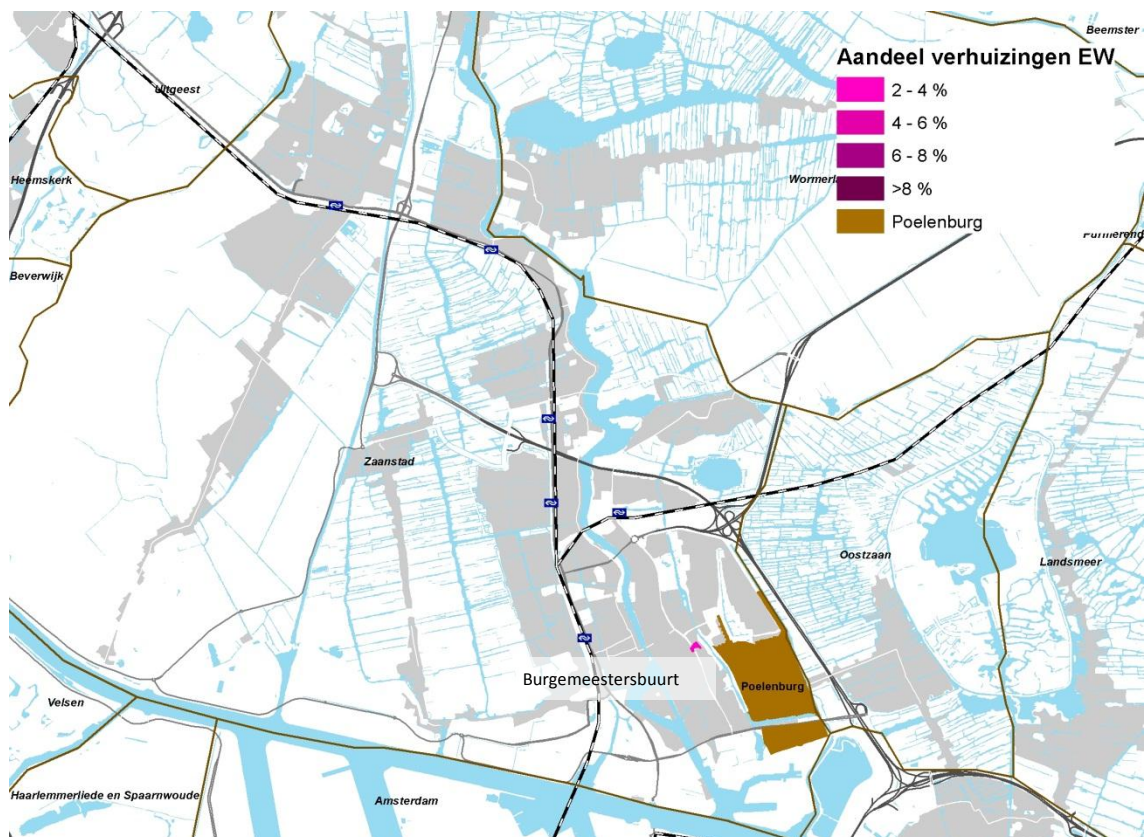 Beemster
Aandeel verhuizingen EW
2 - 4 %
4 - 6 %
6 - 8 %
>8 %
Poelenburg
Uitgeest
Heemskerk
Beverwijk
Zaanstad
Oostzaan
Landsmeer
Burgemeestersbuurt
Poelenburg
Velsen
Haarlemmerliede en Spaarnwoude
Amsterdam